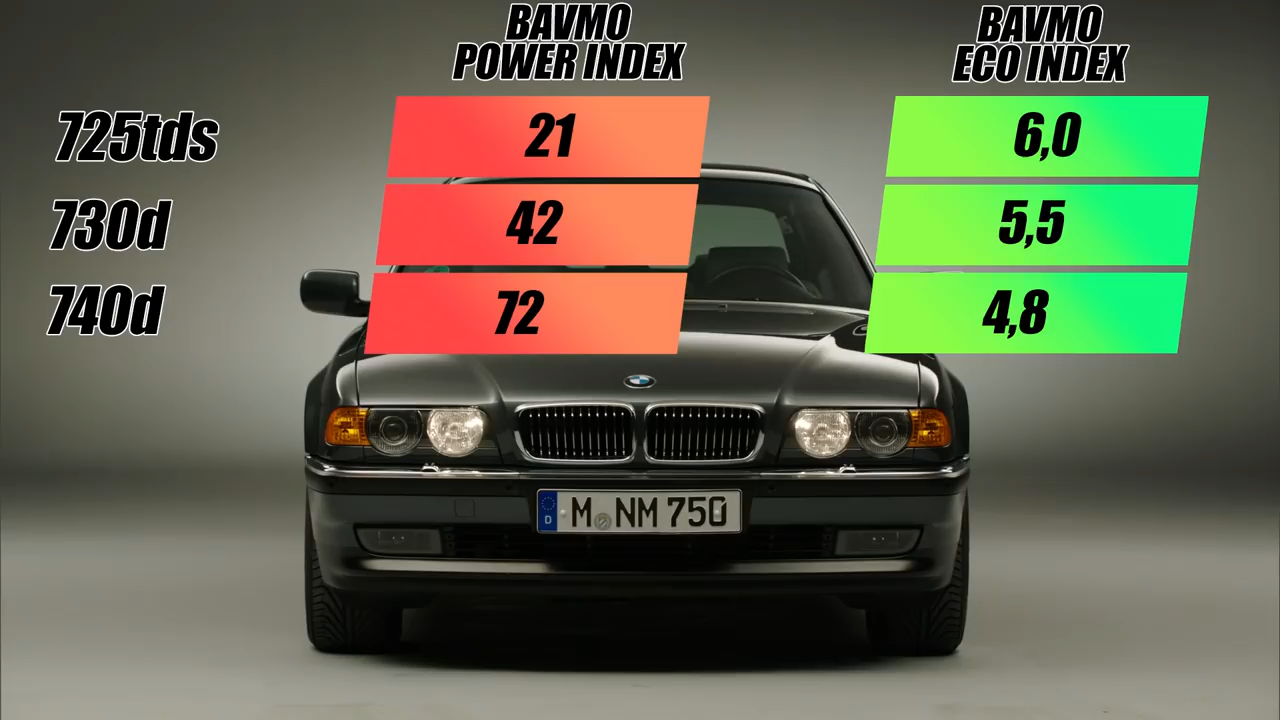 BAVMO
POWER INDEX
BAVMO
ECO INDEX
725tds 21 6,0
730d 42 5,5
740d 72 4,8
D M NM 750